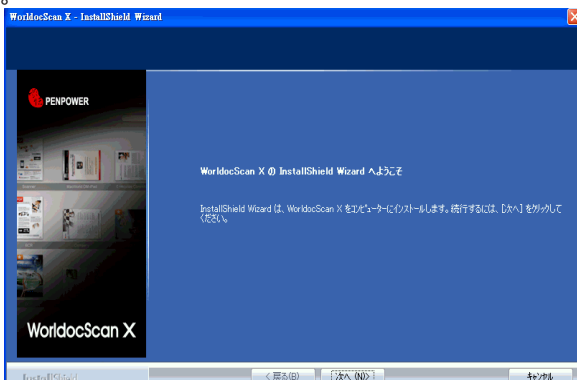 WorldocScan X - InstallShield Wizard
PENPOWER
WorldocScan X の InstallShield Wizard へようこそ
InstallShield Wizard は、WorldocScan X をコンピューターにインストールします。続行するには、[次へ] をクリックして
ください。
WorldocScan X
InstallShield
< 戻る(B)
次へ (N)>
キャンセル